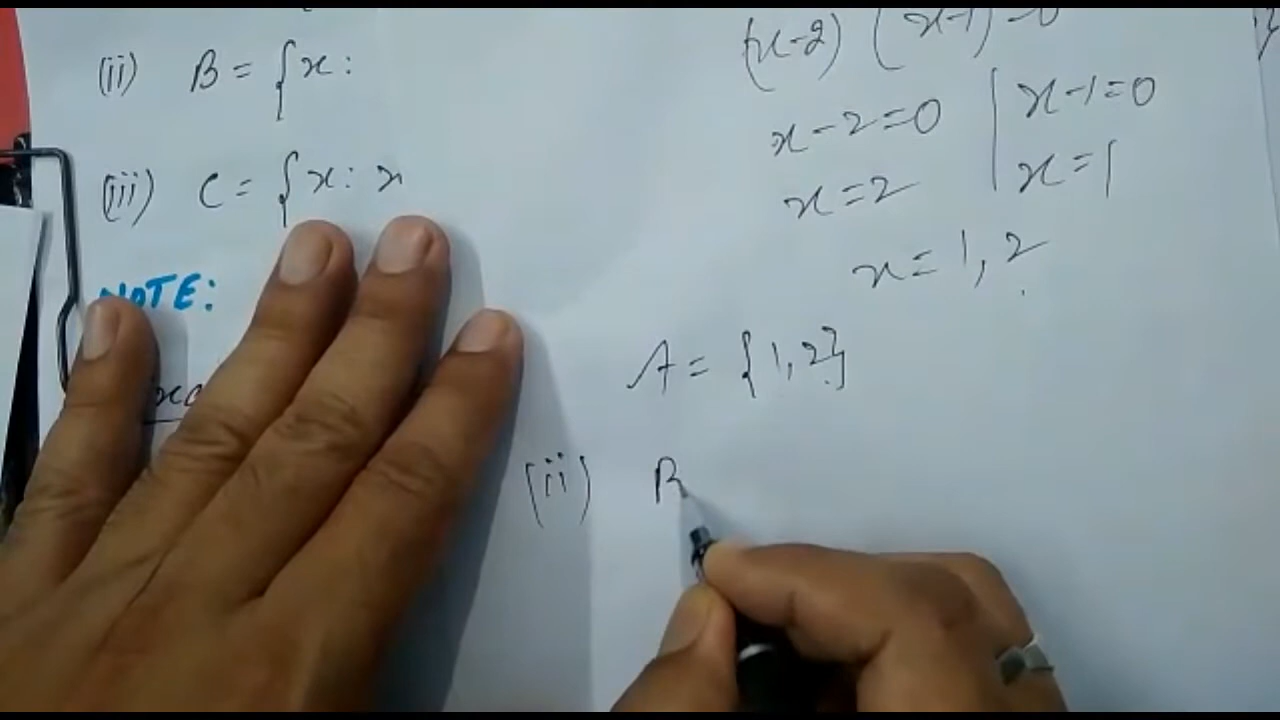 (ii) B = {x:
(iii) C = {x: x
NOTE:
(x-2) (x-1) = 0
x-2=0 | x-1=0
x=2 | x=1
x = 1, 2
A = {1, 2}
(ii) B